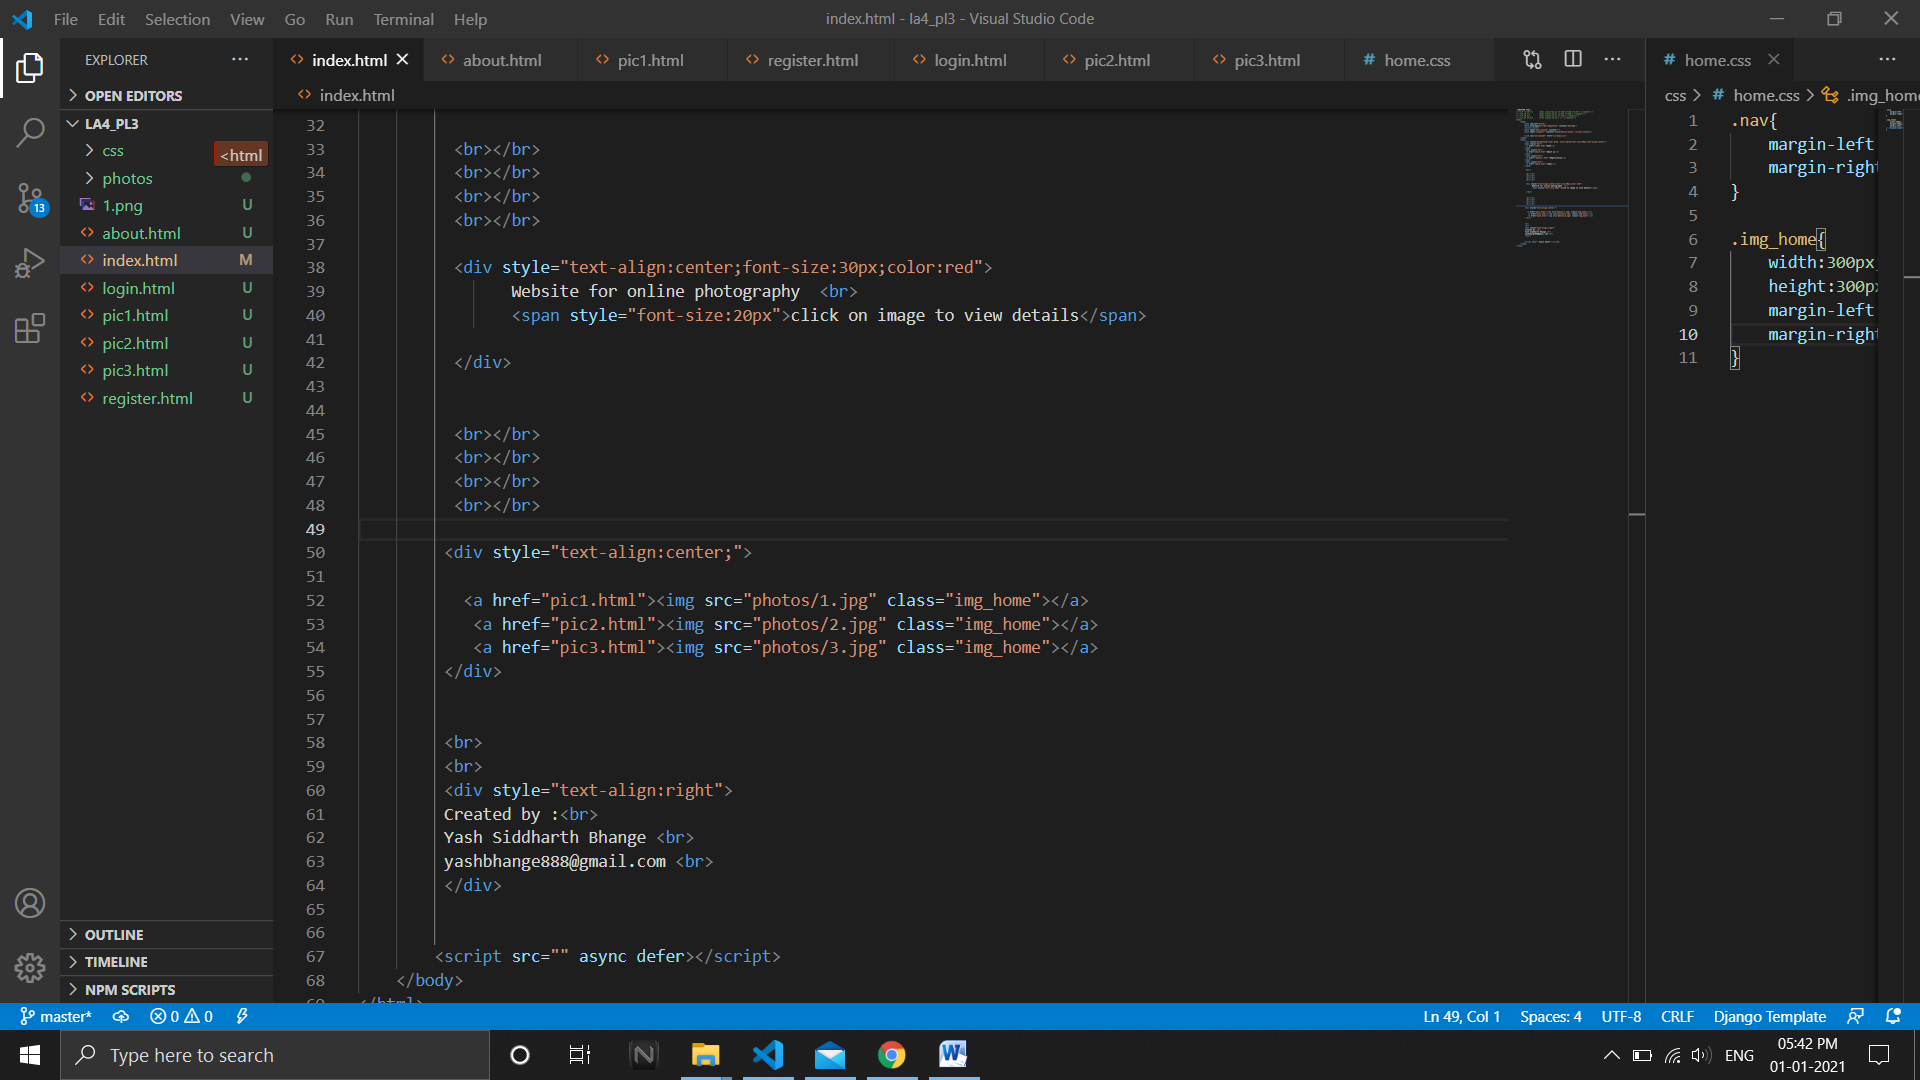 File Edit Selection View Go Run Terminal Help
index.html - la4_pl3 - Visual Studio Code
EXPLORER
OPEN EDITORS
LA4_PL3
css
<html
photos
1.png U
about.html U
index.html M
login.html U
pic1.html U
pic2.html U
pic3.html U
register.html U
OUTLINE
TIMELINE
NPM SCRIPTS
13
index.html about.html pic1.html register.html login.html pic2.html pic3.html # home.css
index.html
32
33 <br></br>
34 <br></br>
35 <br></br>
36 <br></br>
37
38 <div style="text-align:center;font-size:30px;color:red">
39 Website for online photography <br>
40 <span style="font-size:20px">click on image to view details</span>
41
42 </div>
43
44
45 <br></br>
46 <br></br>
47 <br></br>
48 <br></br>
49
50 <div style="text-align:center;">
51
52 <a href="pic1.html"><img src="photos/1.jpg" class="img_home"></a>
53 <a href="pic2.html"><img src="photos/2.jpg" class="img_home"></a>
54 <a href="pic3.html"><img src="photos/3.jpg" class="img_home"></a>
55 </div>
56
57
58 <br>
59 <br>
60 <div style="text-align:right">
61 Created by :<br>
62 Yash Siddharth Bhange <br>
63 yashbhange888@gmail.com <br>
64 </div>
65
66
67 <script src="" async defer></script>
68 </body>
69 </html>
# home.css
css > # home.css > .img_home
1 .nav{
2 margin-left
3 margin-right
4 }
5
6 .img_home{
7 width:300px
8 height:300px
9 margin-left
10 margin-right
11 }
master* 0 0
Ln 49, Col 1 Spaces: 4 UTF-8 CRLF Django Template
Type here to search
ENG
05:42 PM
01-01-2021